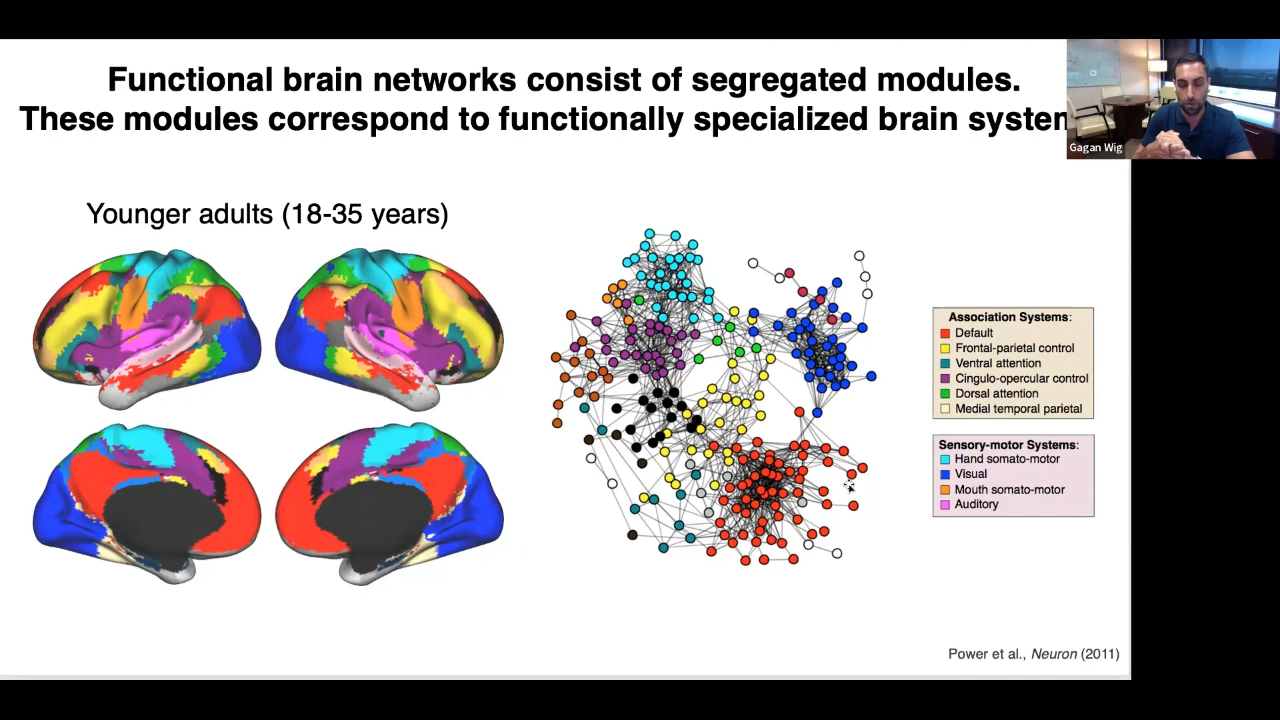 Functional brain networks consist of segregated modules.
These modules correspond to functionally specialized brain system
Gagan Wig
Younger adults (18-35 years)
Association Systems:
Default
Frontal-parietal control
Ventral attention
Cingulo-opercular control
Dorsal attention
Medial temporal parietal
Sensory-motor Systems:
Hand somato-motor
Visual
Mouth somato-motor
Auditory
Power et al., Neuron (2011)